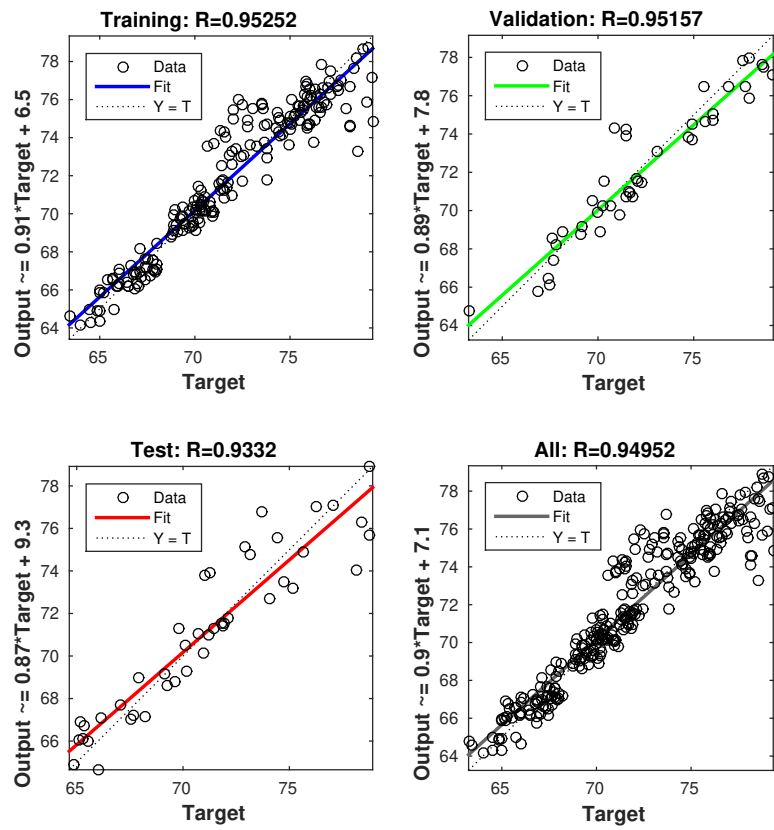 Training: R=0.95252
Data
Fit
Y = T
78
76
74
72
70
68
66
64
65
70
75
Target
Output ~= 0.91*Target + 6.5
Validation: R=0.95157
Data
Fit
Y = T
78
76
74
72
70
68
66
64
65
70
75
Target
Output ~= 0.89*Target + 7.8
Test: R=0.9332
Data
Fit
Y = T
78
76
74
72
70
68
66
65
70
75
Target
Output ~= 0.87*Target + 9.3
All: R=0.94952
Data
Fit
Y = T
78
76
74
72
70
68
66
64
65
70
75
Target
Output ~= 0.9*Target + 7.1